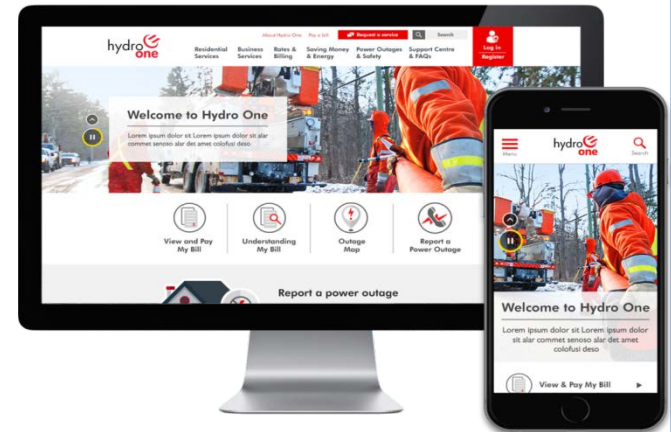 About Hydro One Pay a bill Request a service Search
hydro
one
Residential Services
Business Services
Rates & Billing
Saving Money & Energy
Power Outages & Safety
Support Centre & FAQs
Log in
Register
Welcome to Hydro One
Lorem ipsum dolor sit Lorem ipsum dolor sit alar
commet senoso alar det amet colofusi deso
View and Pay
My Bill
Understanding
My Bill
Outage
Map
Report a
Power Outage
Report a power outage
Menu
hydro
one
Search
Welcome to Hydro One
Lorem ipsum dolor sit Lorem ipsum dolor
sit alar commet senoso alar det amet
colofusi deso
View & Pay My Bill